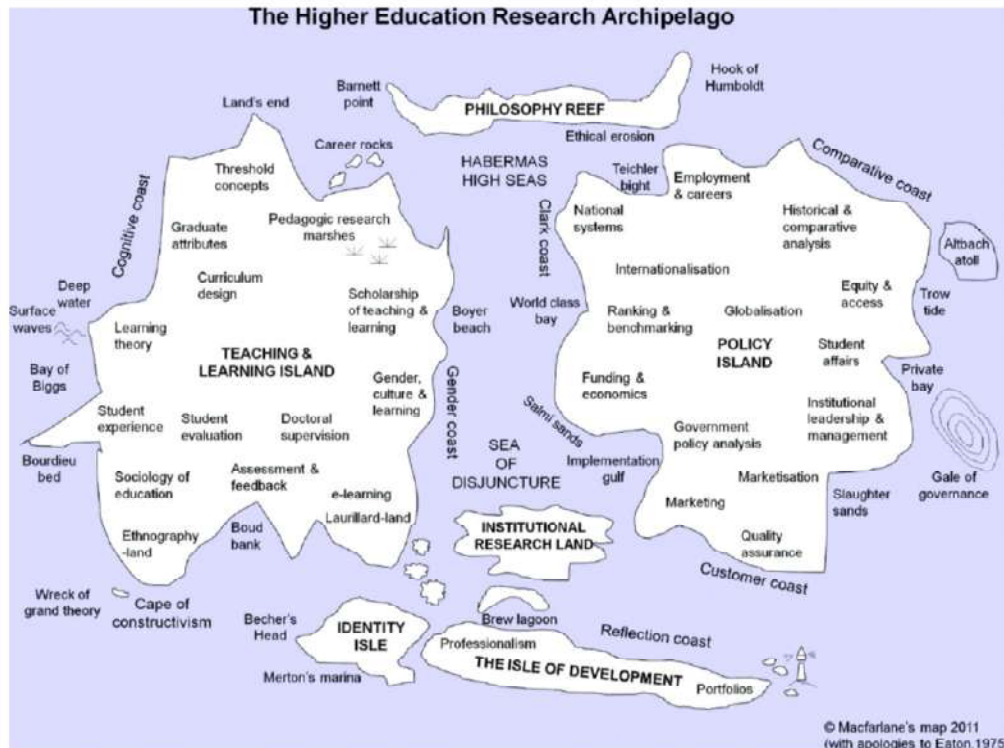 The Higher Education Research Archipelago
Hook of
Humboldt
Barnett
point
PHILOSOPHY REEF
Land's end
Ethical erosion
Career rocks
HABERMAS
HIGH SEAS
Teichler
bight
Comparative coast
Cognitive coast
Threshold
concepts
Pedagogic research
marshes
Graduate
attributes
Curriculum
design
Scholarship
of teaching &
learning
Deep
water
Surface
waves
Learning
theory
Bay of
Biggs
TEACHING &
LEARNING ISLAND
Gender,
culture &
learning
Student
experience
Student
evaluation
Doctoral
supervision
Bourdieu
bed
Sociology of
education
Assessment &
feedback
e-learning
Laurillard-land
Ethnography
-land
Boud
bank
Wreck of
grand theory
Cape of
constructivism
Boyer
beach
Gender coast
Clark coast
World class
bay
Salmi sands
SEA
OF
DISJUNCTURE
Implementation
gulf
Employment
& careers
National
systems
Historical &
comparative
analysis
Altbach
atoll
Internationalisation
Equity &
access
Trow
tide
Ranking &
benchmarking
Globalisation
POLICY
ISLAND
Student
affairs
Private
bay
Funding &
economics
Institutional
leadership &
management
Government
policy analysis
Gale of
governance
Marketisation
Marketing
Slaughter
sands
Quality
assurance
Customer coast
INSTITUTIONAL
RESEARCH LAND
Brew lagoon
Becher's
Head
IDENTITY
ISLE
Merton's marina
Reflection coast
Professionalism
THE ISLE OF DEVELOPMENT
Portfolios
© Macfarlane's map 2011
(with apologies to Eaton,1975